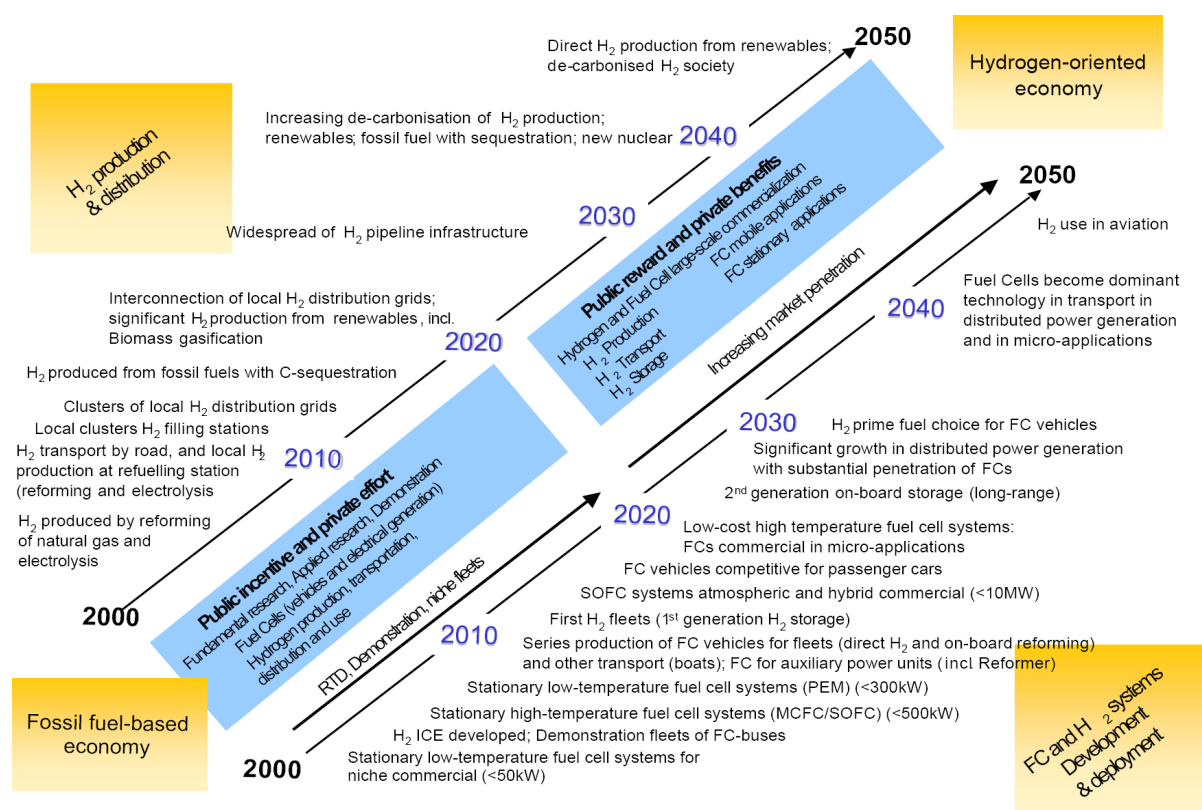 2050
Direct H2 production from renewables;
de-carbonised H2 society
Hydrogen-oriented
economy
H2 production
& distribution
Increasing de-carbonisation of H2 production;
renewables; fossil fuel with sequestration; new nuclear
2040
2030
Widespread of H2 pipeline infrastructure
Interconnection of local H2 distribution grids;
significant H2 production from renewables, incl.
Biomass gasification
2020
H2 produced from fossil fuels with C-sequestration
Clusters of local H2 distribution grids
Local clusters H2 filling stations
H2 transport by road, and local H2
production at refuelling station
(reforming and electrolysis
2010
H2 produced by reforming
of natural gas and
electrolysis
2000
Public reward and private benefits
Hydrogen and Fuel Cell large-scale commercialization
H2 Production
H2 Transport
H2 Storage
FC mobile applications
FC stationary applications
Public incentive and private effort
Fundamental research, Applied research, Demonstration
Fuel Cells (vehicles and electrical generation)
Hydrogen production, transportation,
distribution and use
RTD, Demonstration, niche fleets
Increasing market penetration
2050
H2 use in aviation
2040
Fuel Cells become dominant
technology in transport in
distributed power generation
and in micro-applications
2030
H2 prime fuel choice for FC vehicles
Significant growth in distributed power generation
with substantial penetration of FCs
2nd generation on-board storage (long-range)
2020
Low-cost high temperature fuel cell systems:
FCs commercial in micro-applications
FC vehicles competitive for passenger cars
SOFC systems atmospheric and hybrid commercial (<10MW)
First H2 fleets (1st generation H2 storage)
2010
Series production of FC vehicles for fleets (direct H2 and on-board reforming)
and other transport (boats); FC for auxiliary power units (incl. Reformer)
Stationary low-temperature fuel cell systems (PEM) (<300kW)
Stationary high-temperature fuel cell systems (MCFC/SOFC) (<500kW)
H2 ICE developed; Demonstration fleets of FC-buses
Stationary low-temperature fuel cell systems for
niche commercial (<50kW)
2000
Fossil fuel-based
economy
FC and H2 systems
Development
& deployment